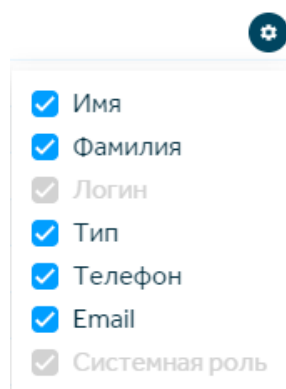 Имя
Фамилия
Логин
Тип
Телефон
Email
Системная роль